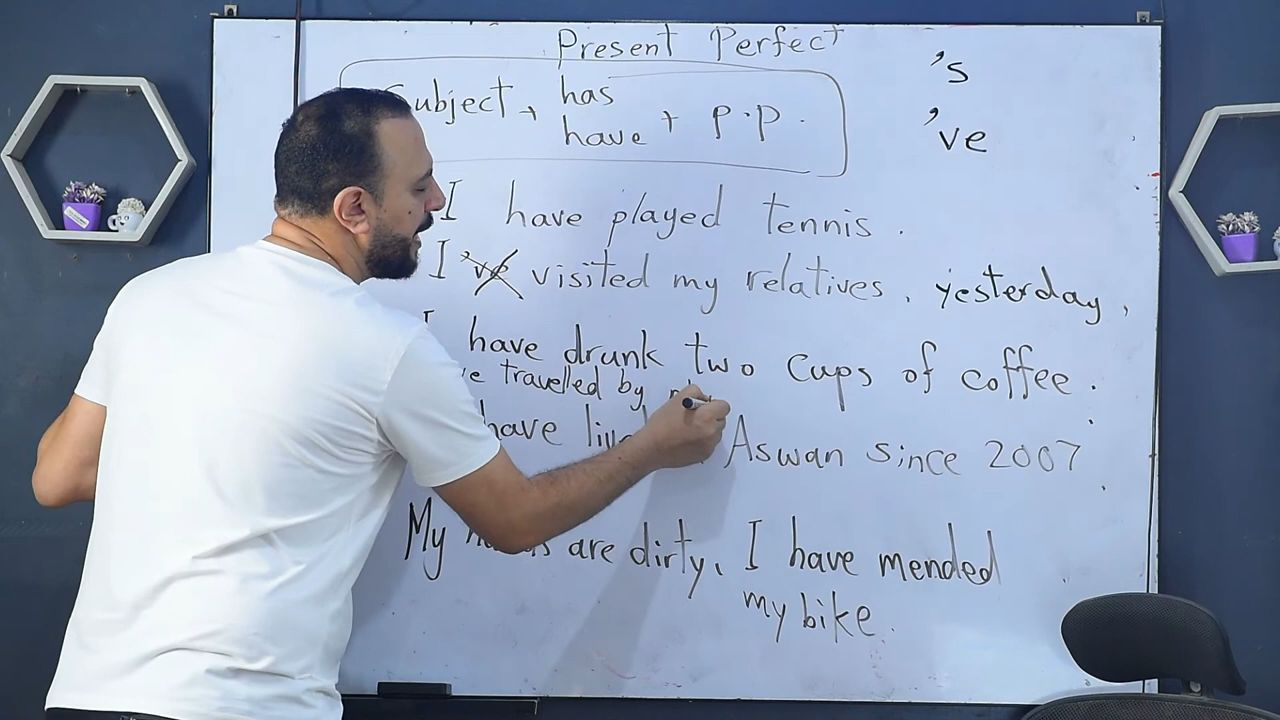 Present Perfect
Subject + has have + p.p.
's
've
I have played tennis.
I 've visited my relatives. yesterday,
I have drunk two cups of coffee.
travelled by
have Aswan since 2007
My are dirty, I have mended
my bike.